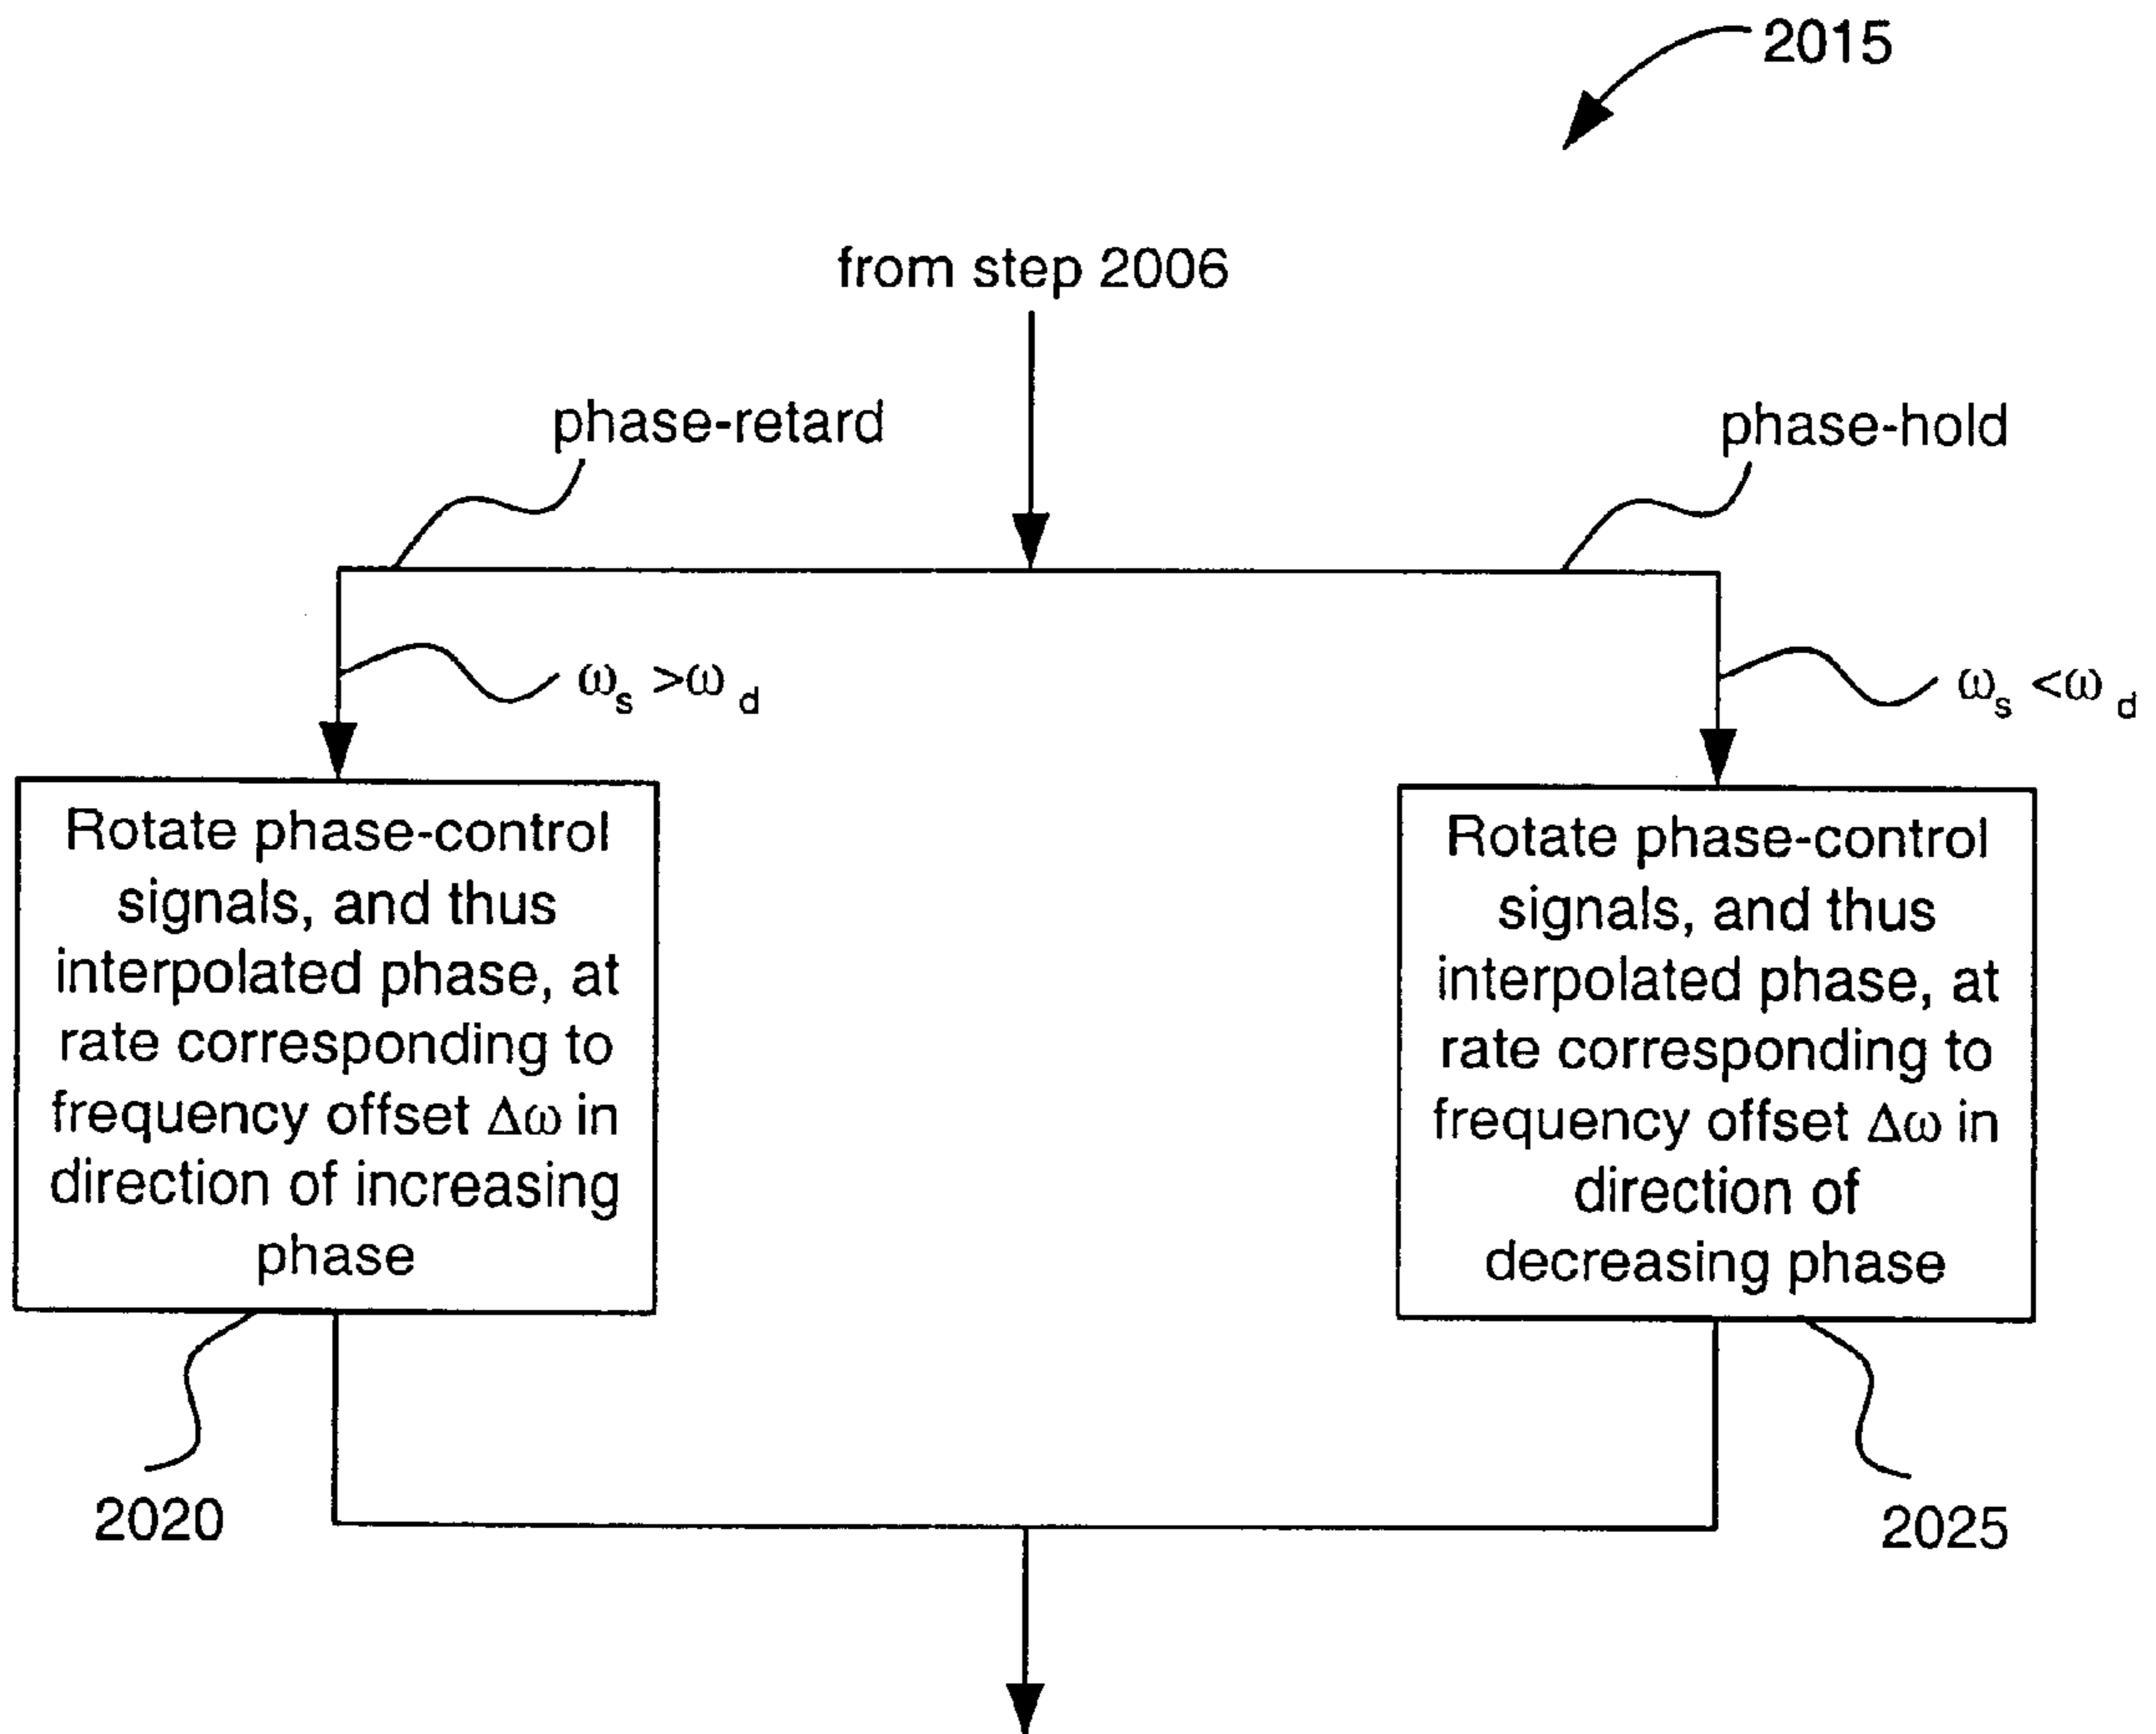 2015
from step 2006
phase-retard
phase-hold
ωs >ωd
ωs <ωd
Rotate phase-control
signals, and thus
interpolated phase, at
rate corresponding to
frequency offset Δω in
direction of increasing
phase
Rotate phase-control
signals, and thus
interpolated phase, at
rate corresponding to
frequency offset Δω in
direction of
decreasing phase
2020
2025